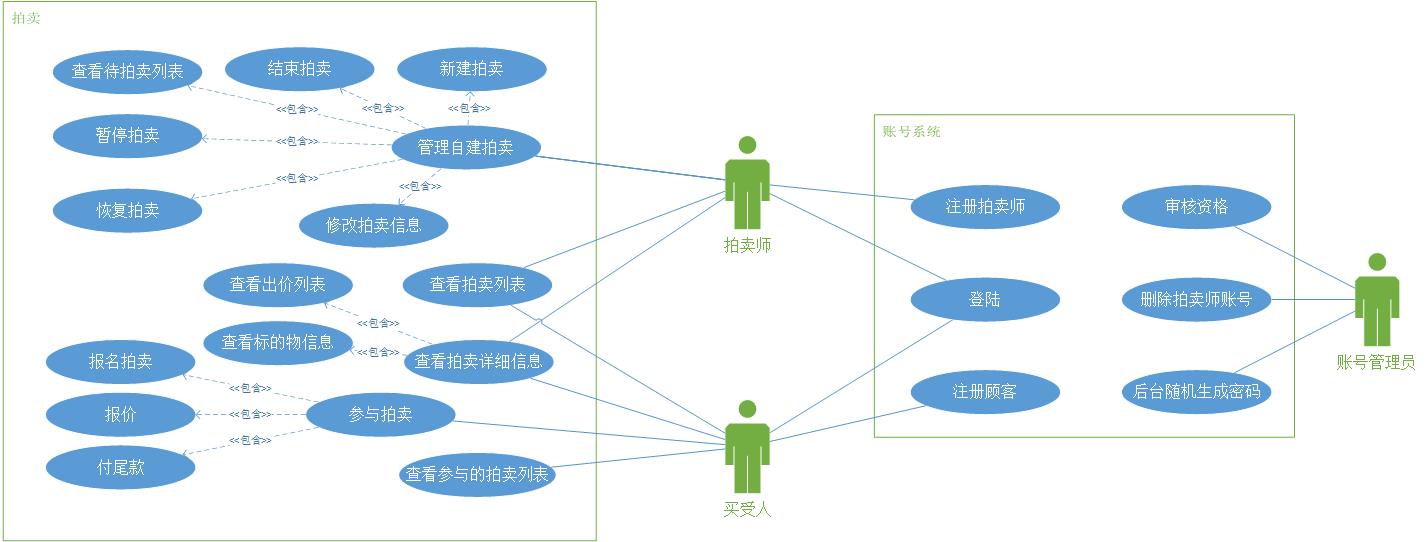 拍卖
查看待拍卖列表
结束拍卖
新建拍卖
<<包含>>
<<包含>>
<<包含>>
暂停拍卖
<<包含>>
管理自建拍卖
<<包含>>
<<包含>>
恢复拍卖
修改拍卖信息
查看出价列表
查看拍卖列表
<<包含>>
查看标的物信息
<<包含>>
查看拍卖详细信息
报名拍卖
<<包含>>
报价
<<包含>>
参与拍卖
<<包含>>
付尾款
查看参与的拍卖列表
拍卖师
买受人
账号系统
注册拍卖师
审核资格
登陆
删除拍卖师账号
注册顾客
后台随机生成密码
账号管理员